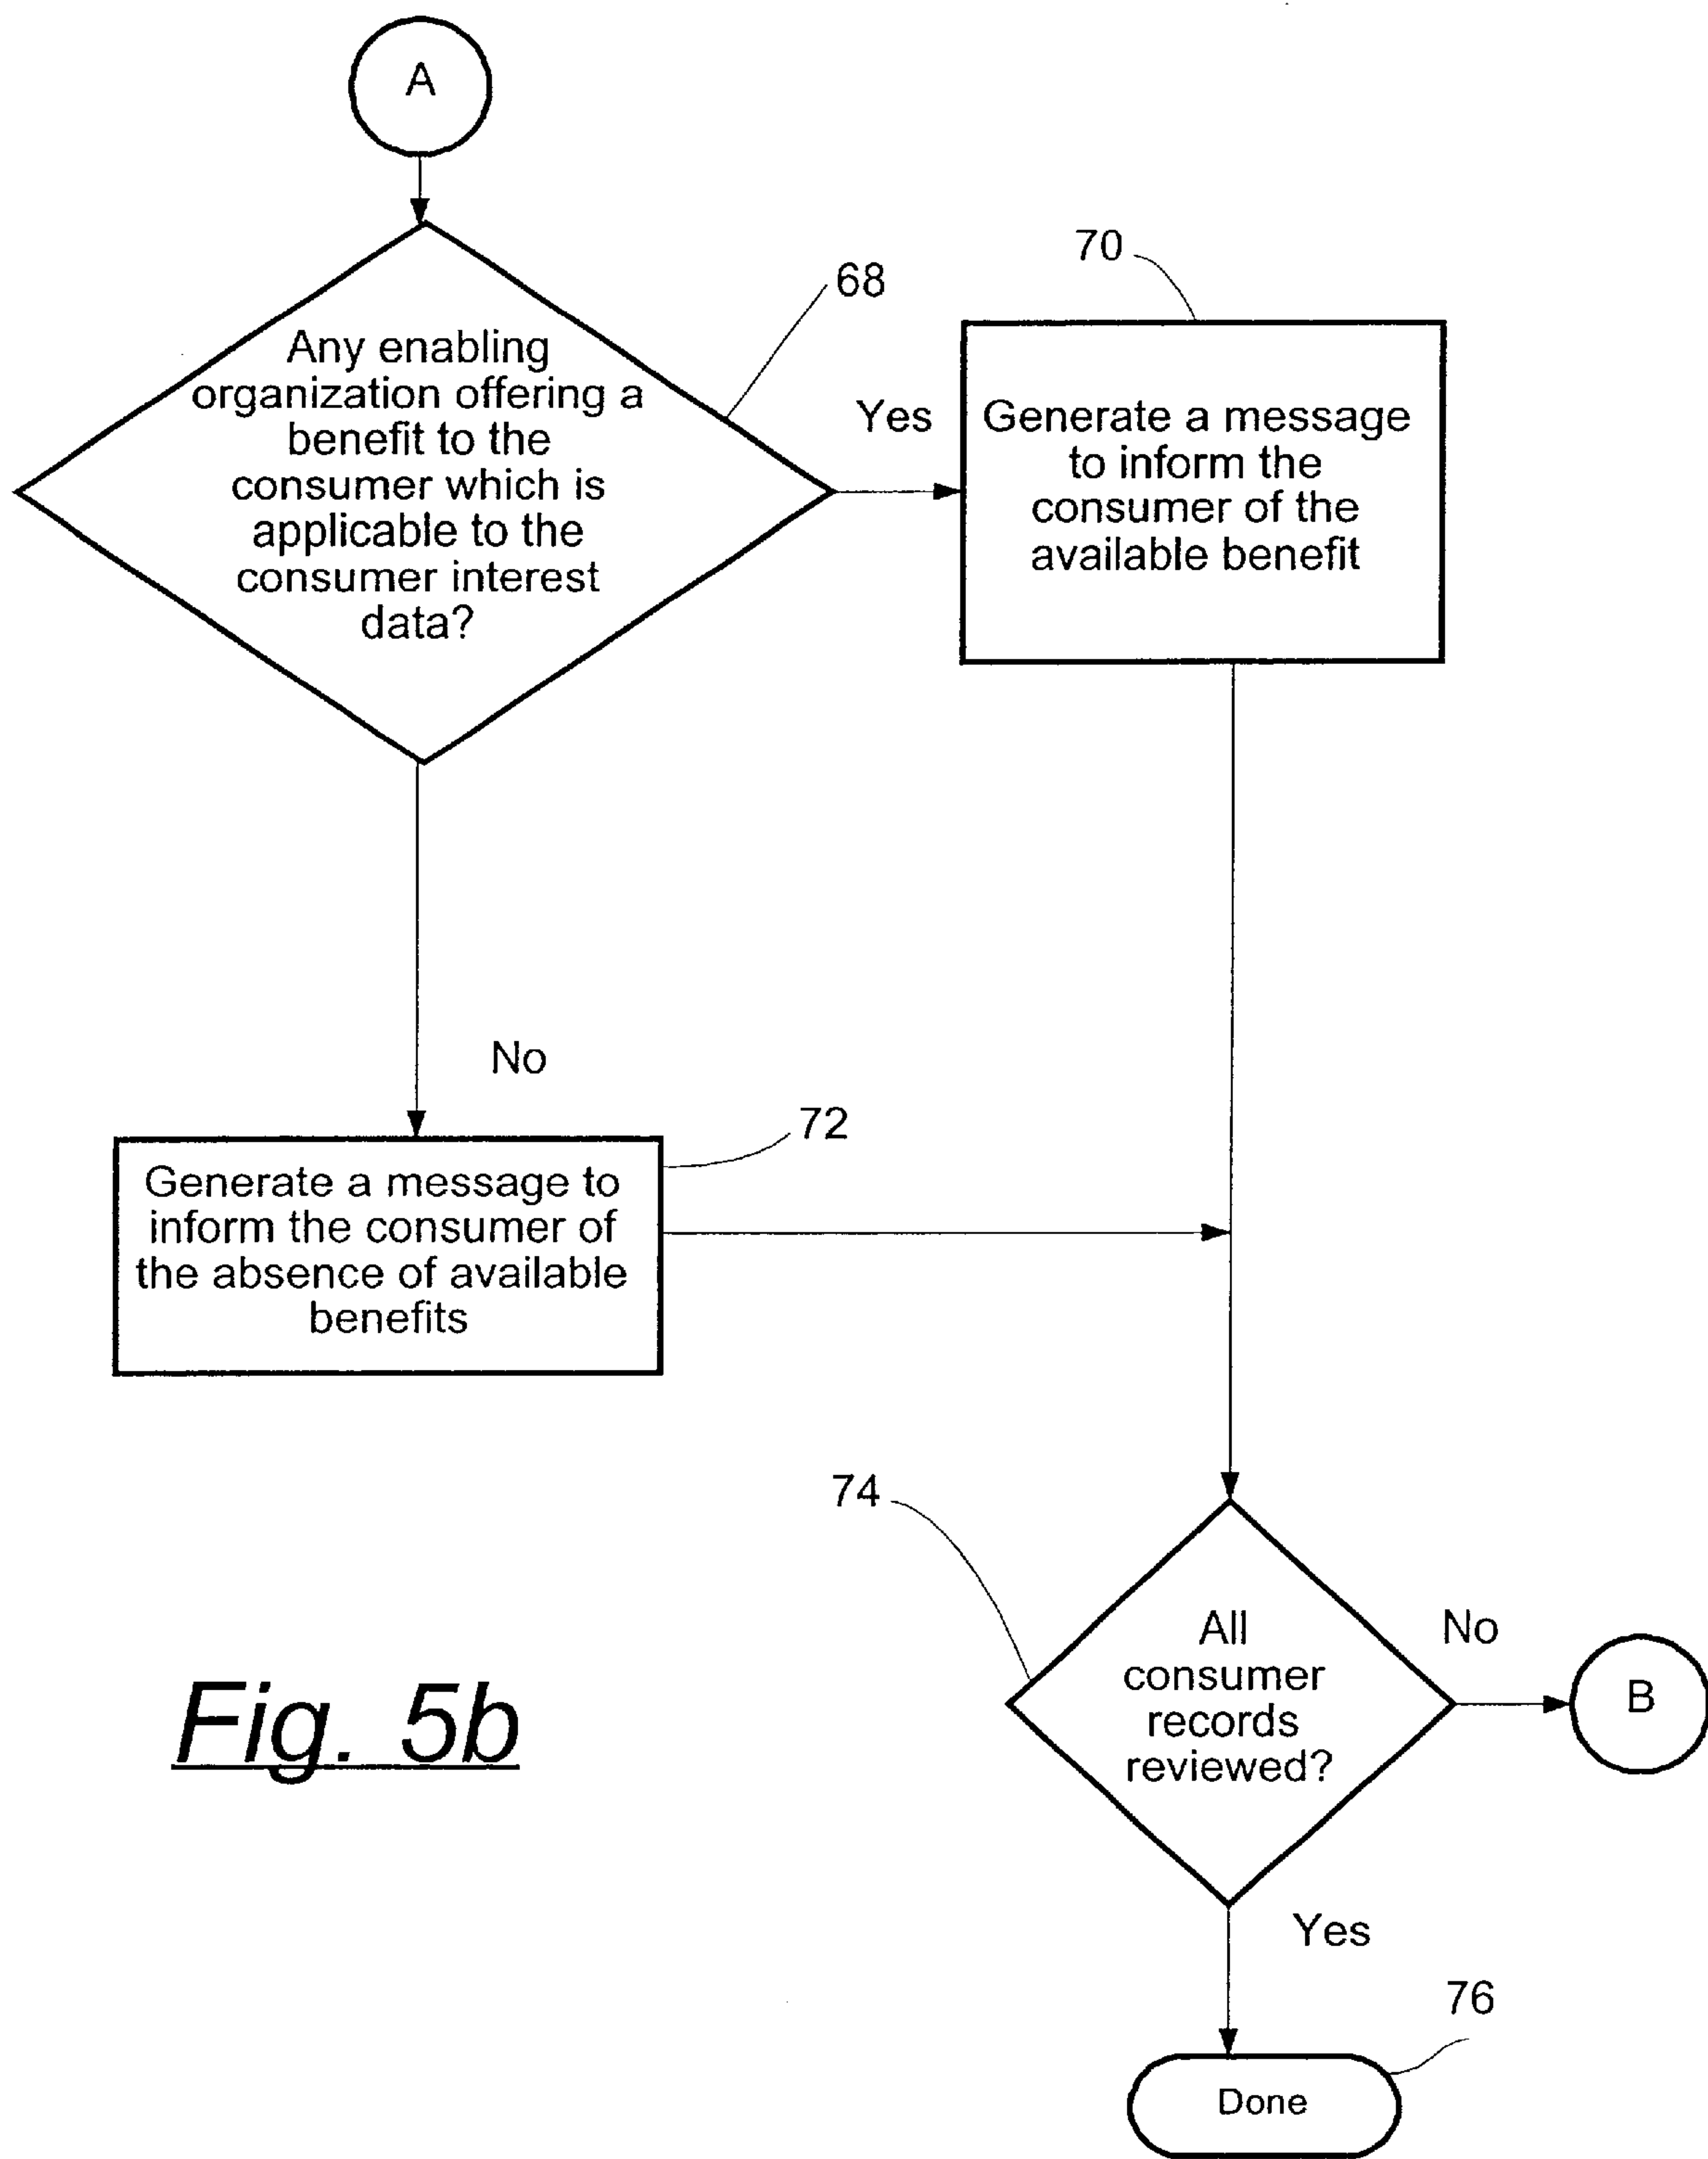 A
68
Any enabling
organization offering a
benefit to the
consumer which is
applicable to the
consumer interest
data?
Yes
70
Generate a message
to inform the
consumer of the
available benefit
No
72
Generate a message to
inform the consumer of
the absence of available
benefits
74
All
consumer
records
reviewed?
No
B
Yes
76
Done
Fig. 5b